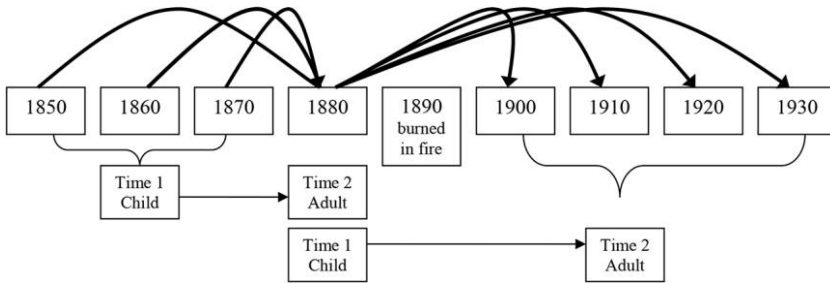 1850 1860 1870 1880 1890 1900 1910 1920 1930
burned
in fire
Time 1
Child
Time 2
Adult
Time 1
Child
Time 2
Adult